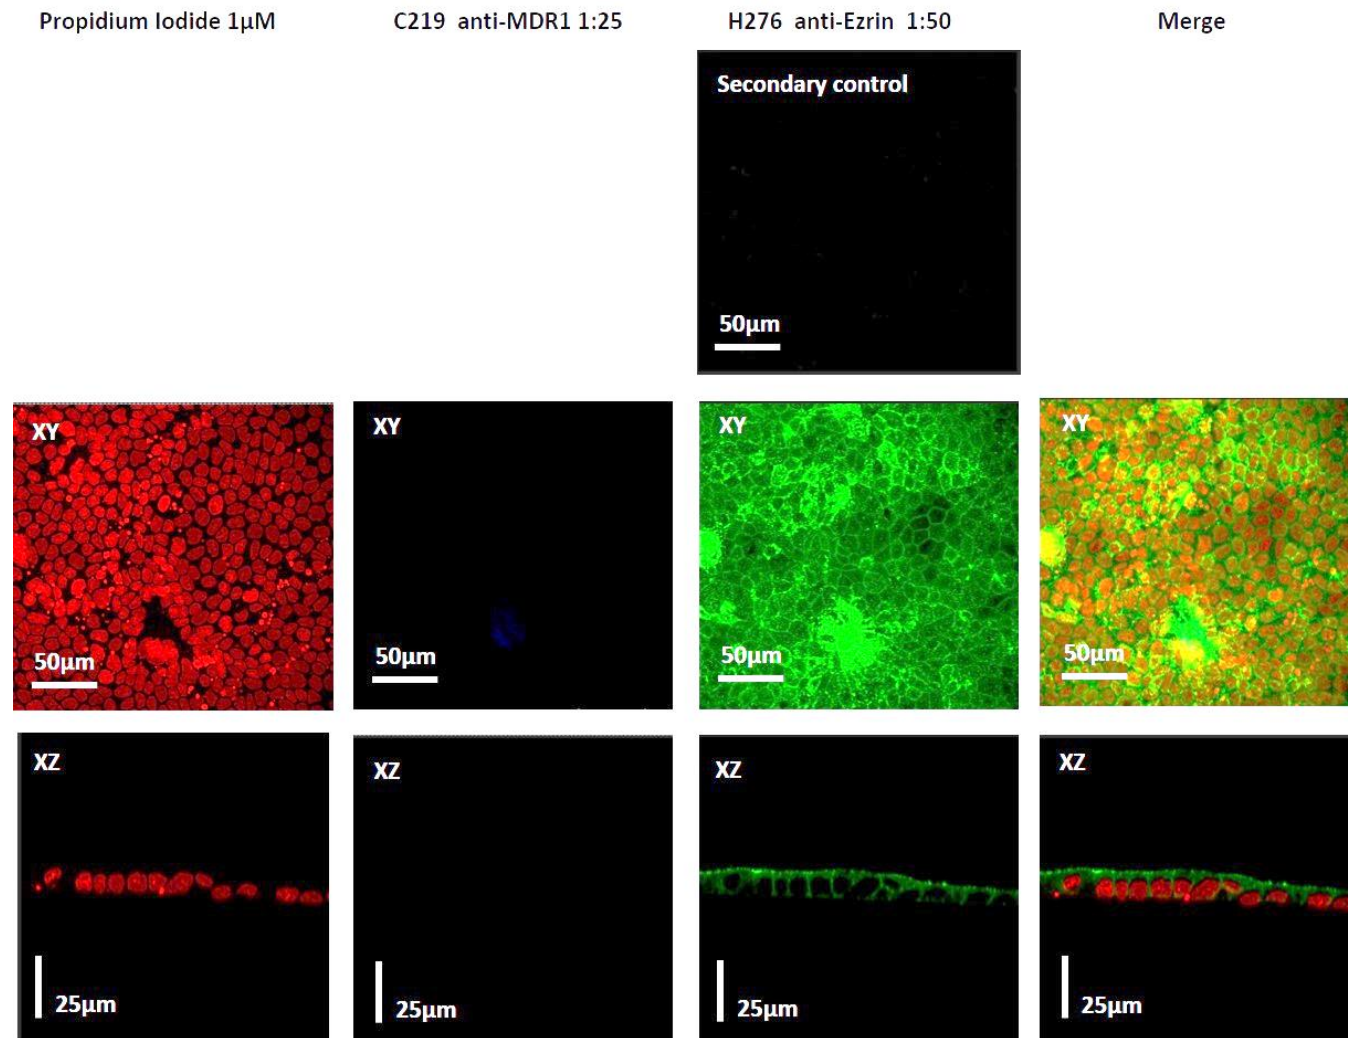 Propidium Iodide 1µM
C219 anti-MDR1 1:25
H276 anti-Ezrin 1:50
Merge
Secondary control
50µm
XY
50µm
XY
50µm
XY
50µm
XY
50µm
XZ
25µm
XZ
25µm
XZ
25µm
XZ
25µm